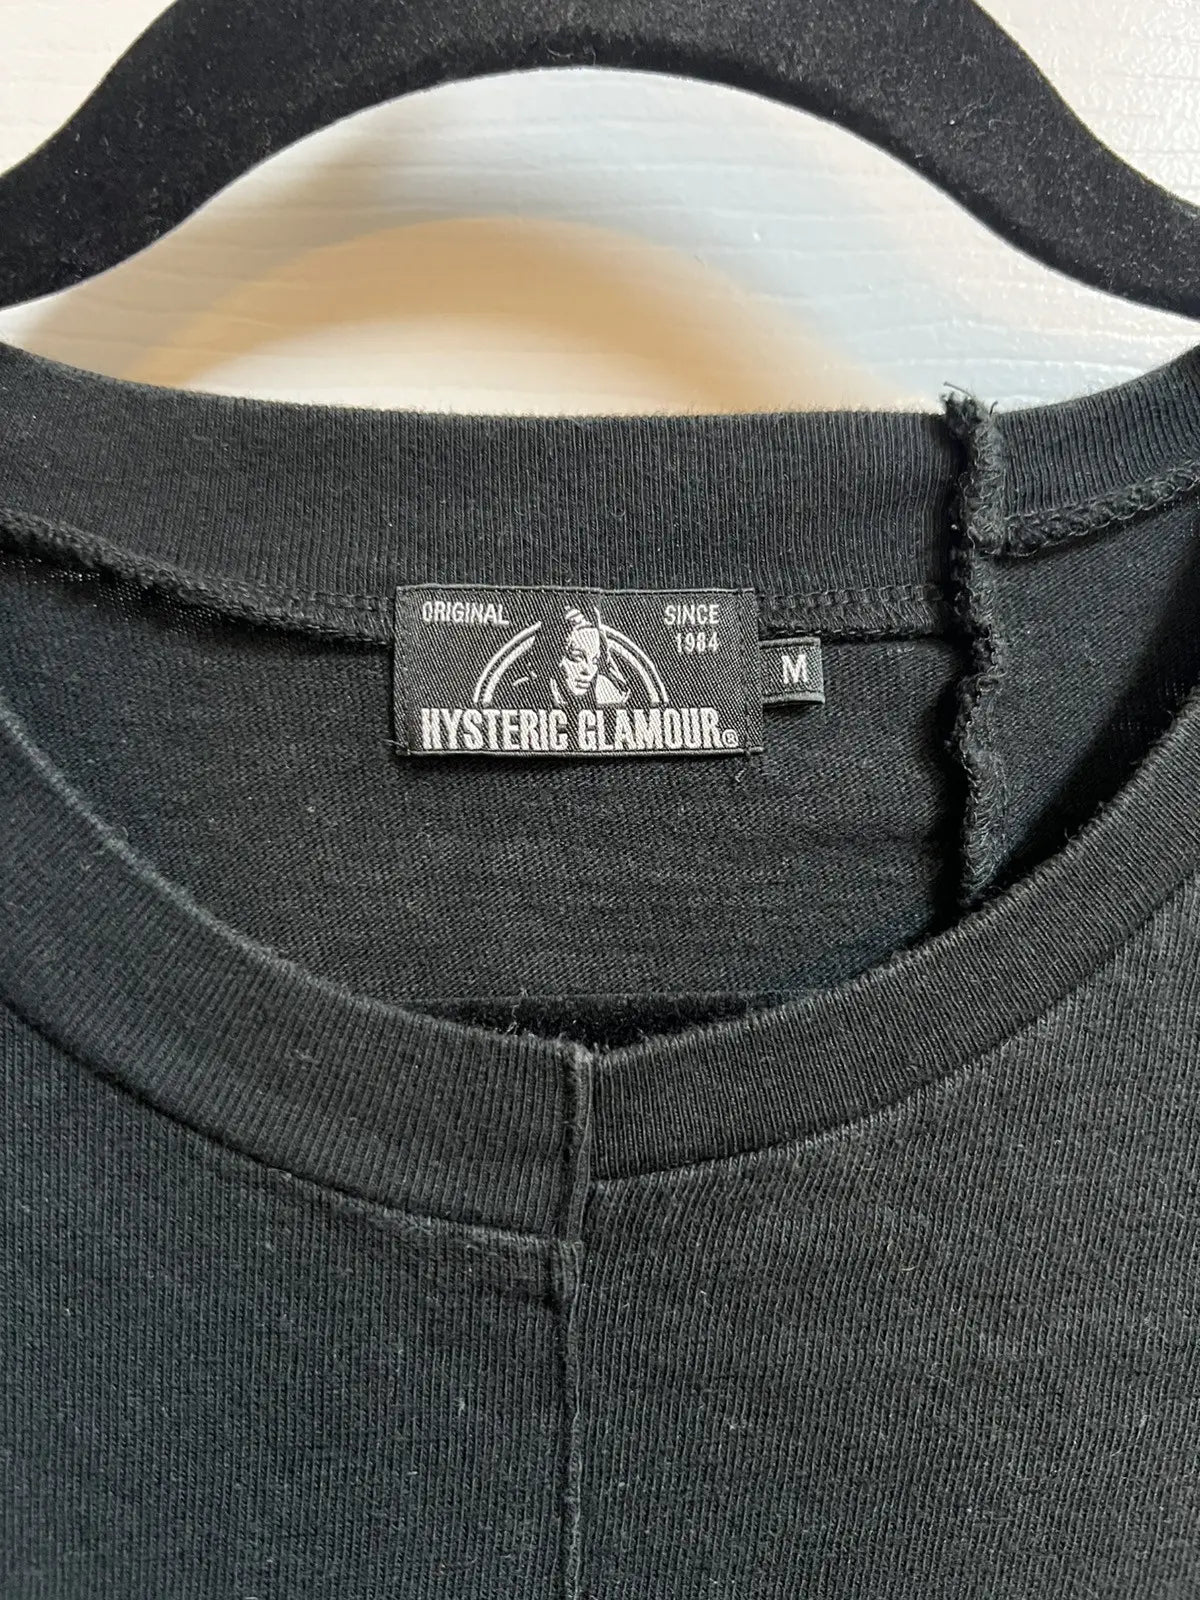 ORIGINAL
SINCE
1984
HYSTERIC GLAMOUR®
M